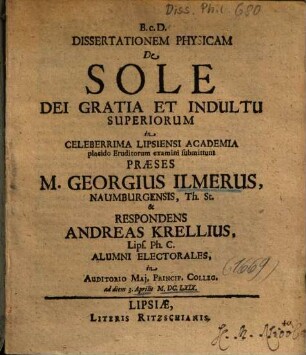 Diss. Phil. 680
B. c. D.
DISSERTATIONEM PHYSICAM
De
SOLE
DEI GRATIA ET INDULTU
SUPERIORUM
in
CELEBERRIMA LIPSIENSI ACADEMIA
placido Eruditorum examini submittunt
PRÆSES
M. GEORGIUS ILMERUS,
NAUMBURGENSIS, Th. St.
&
RESPONDENS
ANDREAS KRELLIUS,
Lips. Ph. C.
ALUMNI ELECTORALES,
in
AUDITORIO MAJ. PRINCIP. COLLEG.
ad diem 3. Aprilis M. DC. LXIX.
(1669)
LIPSIÆ,
LITERIS RITZSCHIANIS.